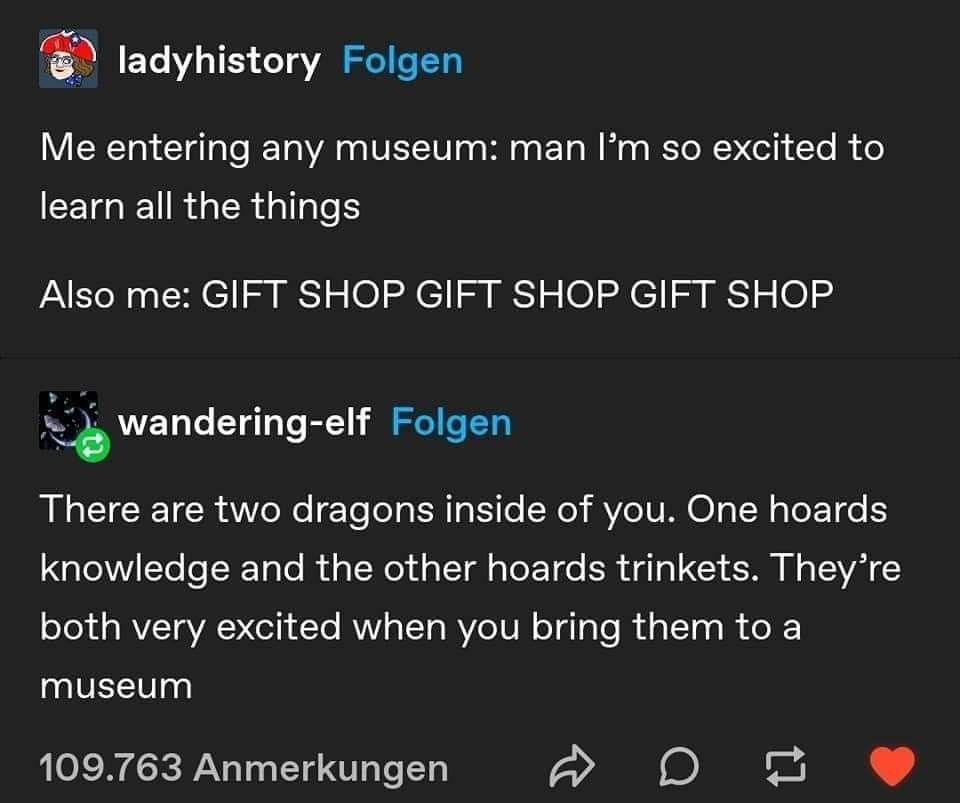 ladyhistory Folgen
Me entering any museum: man I’m so excited to
learn all the things
Also me: GIFT SHOP GIFT SHOP GIFT SHOP
wandering-elf Folgen
There are two dragons inside of you. One hoards
knowledge and the other hoards trinkets. They’re
both very excited when you bring them to a
museum
109.763 Anmerkungen